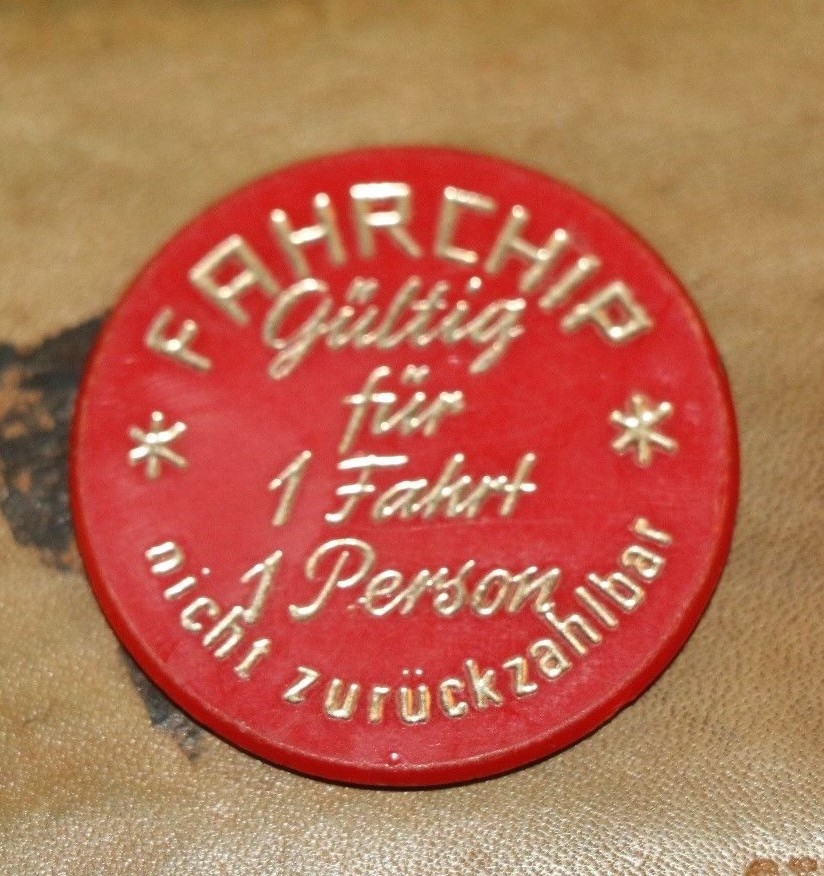 FAHRCHIP
Gültig
für
* *
1 Fahrt
1 Person
nicht zurückzahlbar